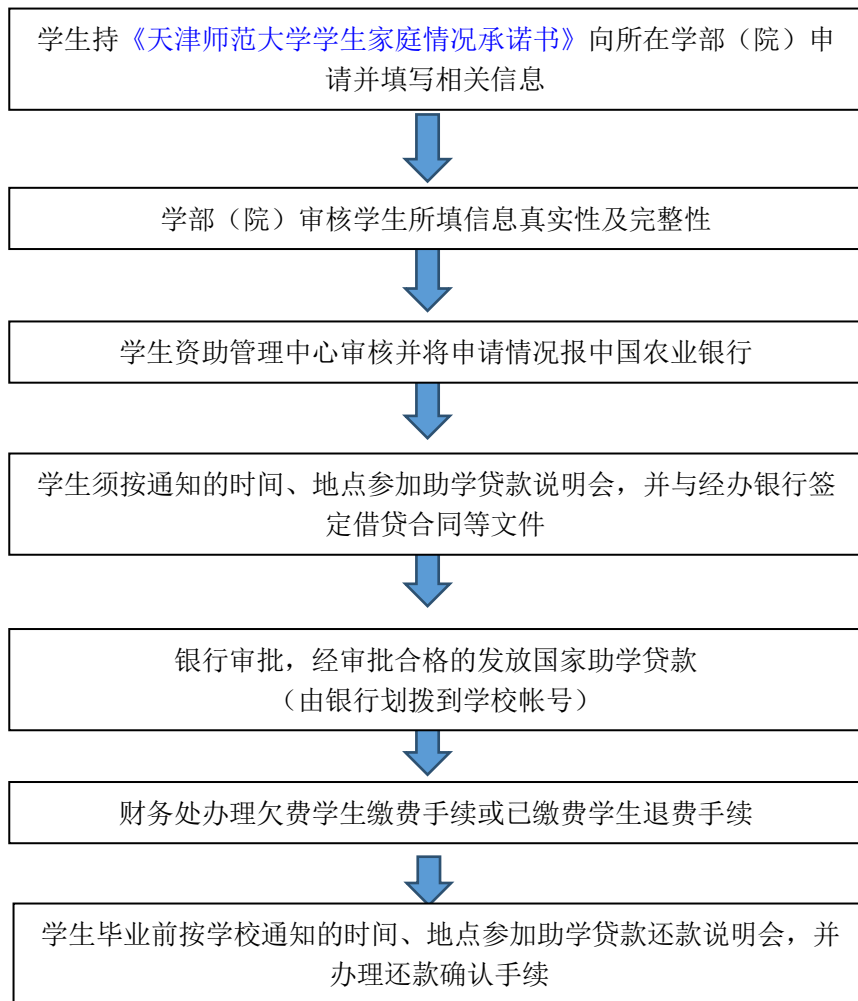 学生持《天津师范大学学生家庭情况承诺书》向所在学部（院）申
请并填写相关信息
学部（院）审核学生所填信息真实性及完整性
学生资助管理中心审核并将申请情况报中国农业银行
学生须按通知的时间、地点参加助学贷款说明会，并与经办银行签
定借贷合同等文件
银行审批，经审批合格的发放国家助学贷款
（由银行划拨到学校帐号）
财务处办理欠费学生缴费手续或已缴费学生退费手续
学生毕业前按学校通知的时间、地点参加助学贷款还款说明会，并
办理还款确认手续